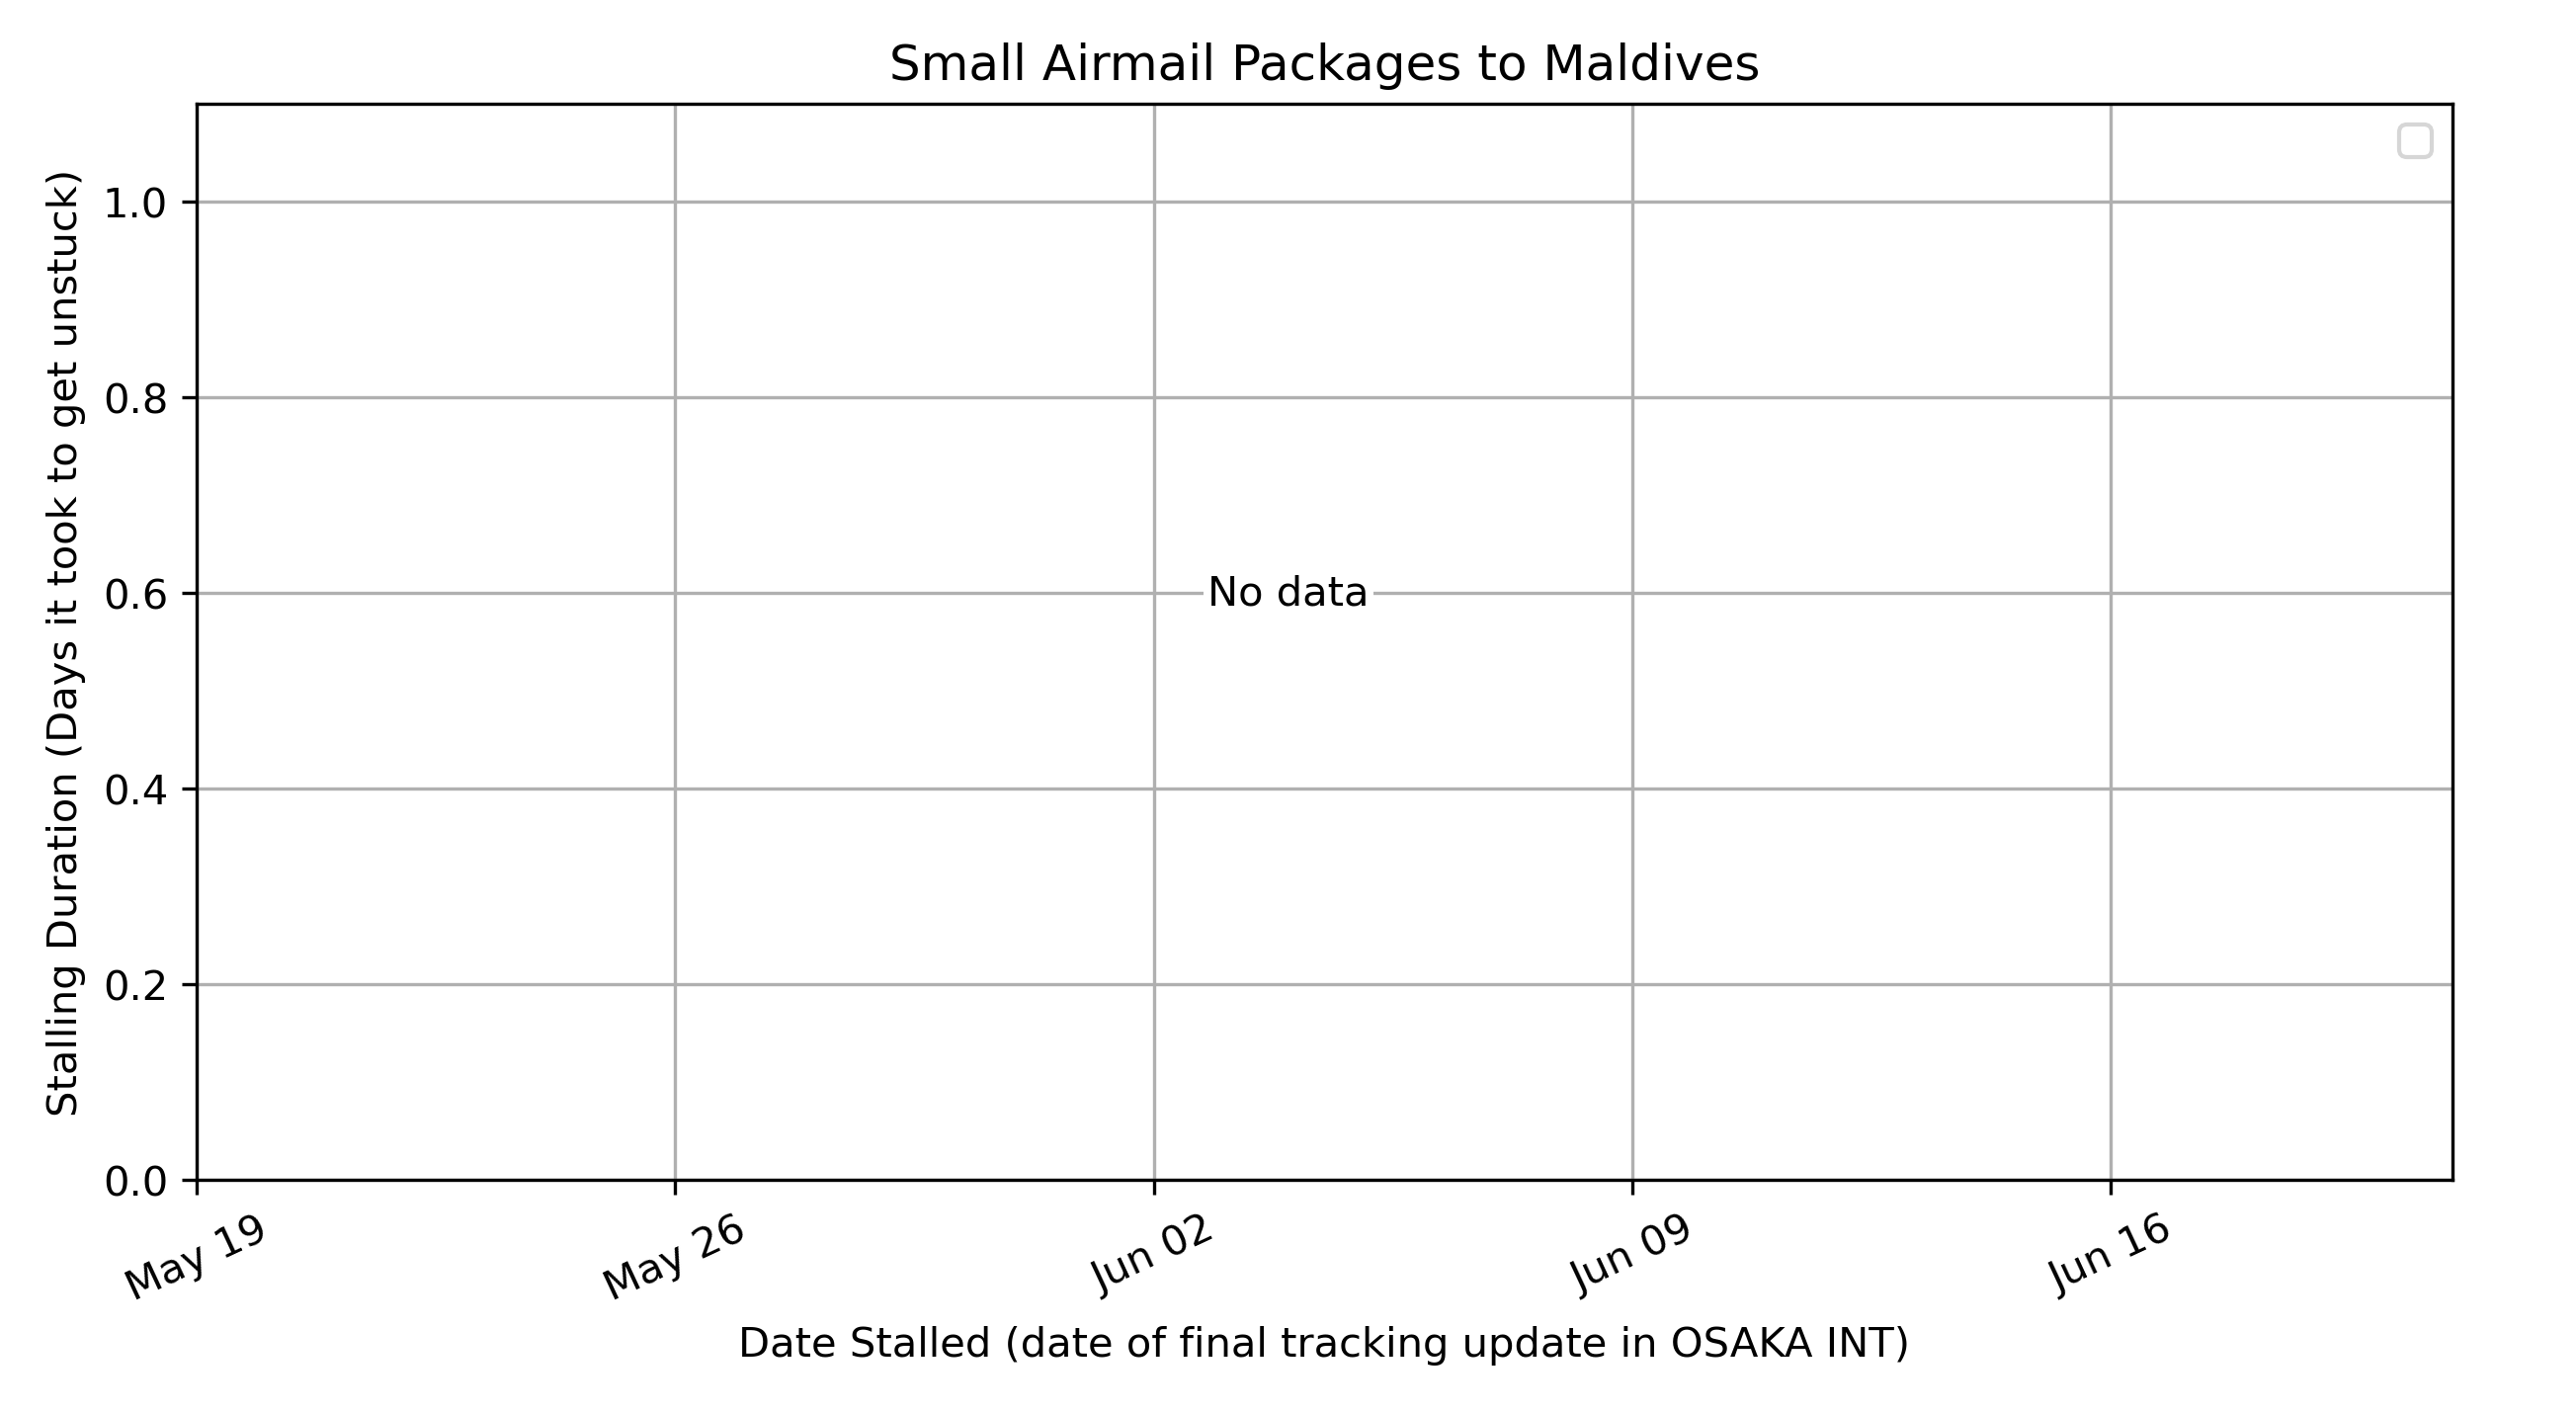 Small Airmail Packages to Maldives
Stalling Duration (Days it took to get unstuck)
1.0
0.8
0.6
0.4
0.2
0.0
No data
May 19
May 26
Jun 02
Jun 09
Jun 16
Date Stalled (date of final tracking update in OSAKA INT)